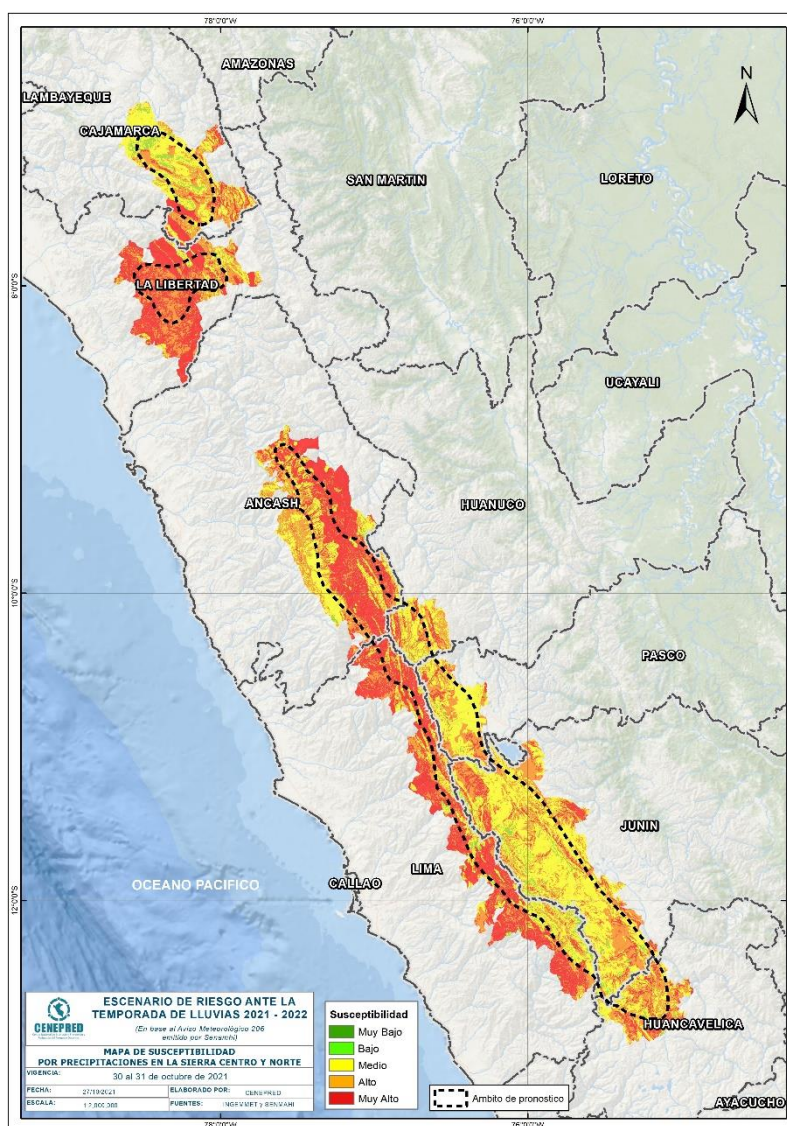 78°0'0"W
76°0'0"W
AMAZONAS
LAMBAYEQUE
CAJAMARCA
N
SAN MARTIN
LORETO
LA LIBERTAD
8°0'0"S
UCAYALI
ANCASH
HUANUCO
10°0'0"S
PASCO
JUNIN
LIMA
OCEANO PACIFICO
CALLAO
12°0'0"S
HUANCAVELICA
AYACUCHO
CENEPRED
ESCENARIO DE RIESGO ANTE LA
TEMPORADA DE LLUVIAS 2021 - 2022
(En base al Aviso Meteorológico 206
emitido por Senamhi)
MAPA DE SUSCEPTIBILIDAD
POR PRECIPITACIONES EN LA SIERRA CENTRO Y NORTE
VIGENCIA:
30 al 31 de octubre de 2021
FECHA:
27/10/2021
ELABORADO POR:
CENEPRED
ESCALA:
FUENTES:
INGEMMET y SENMAHI
Susceptibilidad
Muy Bajo
Bajo
Medio
Alto
Muy Alto
Ambito de pronostico
78°0'0"W
76°0'0"W